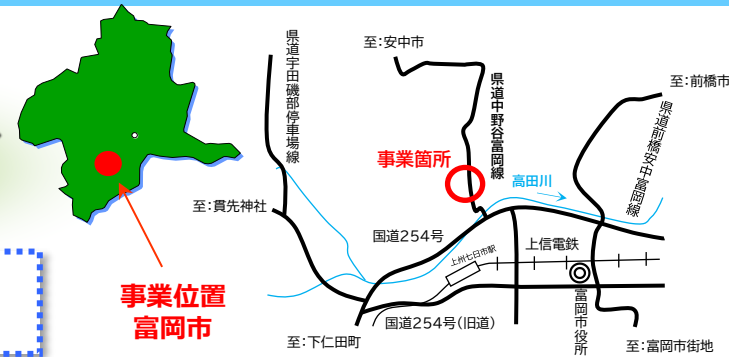 県道宇田磯部停車場線
至:安中市
県道中野谷富岡線
至:前橋市
県道前橋安中富岡線
事業箇所
高田川
至:貫先神社
国道254号
上信電鉄
上州七日市駅
事業位置
富岡市
富岡市役所
国道254号(旧道)
至:下仁田町
至:富岡市街地